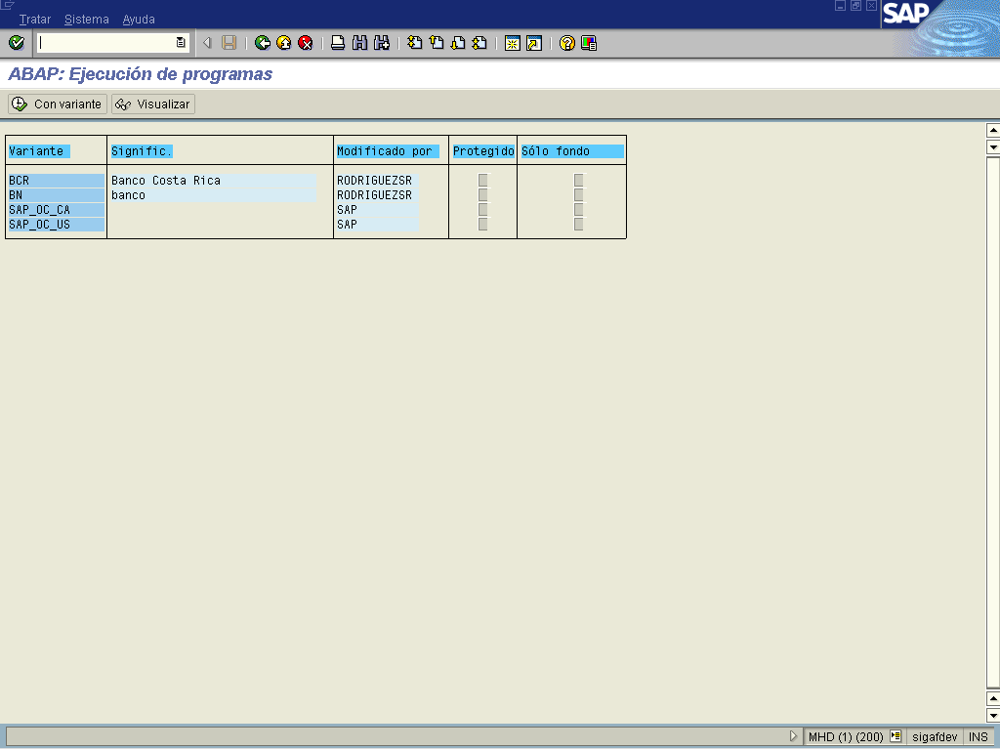 Tratar Sistema Ayuda
SAP
ABAP: Ejecución de programas
Con variante Visualizar
Variante Signific. Modificado por Protegido Sólo fondo
BCR Banco Costa Rica RODRIGUEZSR
BN banco RODRIGUEZSR
SAP_OC_CA SAP
SAP_OC_US SAP
MHD (1) (200) sigafdev INS